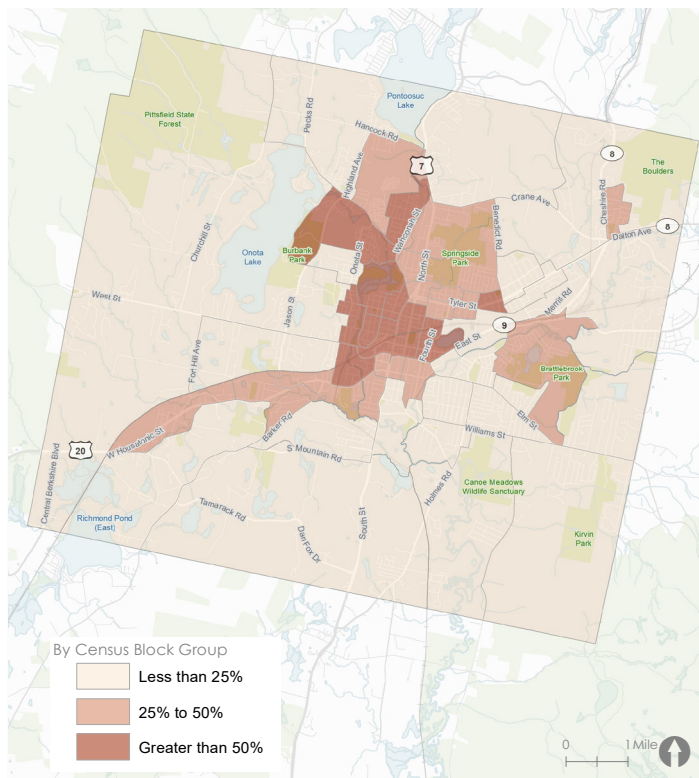 Pontoosuc
Lake
Pittsfield State
Forest
Pecks Rd
Hancock Rd
Highland Ave
7
8
The
Boulders
Cheshire Rd
Crane Ave
Benedict Rd
8
Dalton Ave
Churchill St
Onota
Lake
Burbank
Park
Onota St
Wahconah St
North St
Springside
Park
West St
Jason St
Tyler St
Merrill Rd
9
Fourth St
East St
Fort Hill Ave
Brattlebrook
Park
Elm St
Barker Rd
Williams St
W Housatonic St
20
S Mountain Rd
Central Berkshire Blvd
Holmes Rd
Canoe Meadows
Wildlife Sanctuary
Tamarack Rd
South St
Richmond Pond
(East)
Dan Fox Dr
Kirvin
Park
By Census Block Group
Less than 25%
25% to 50%
Greater than 50%
0
1 Mile